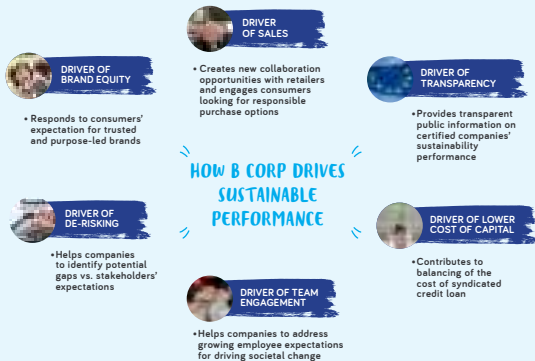 DRIVER
OF SALES
• Creates new collaboration
opportunities with retailers
and engages consumers
looking for responsible
purchase options
DRIVER OF
BRAND EQUITY
• Responds to consumers'
expectation for trusted
and purpose-led brands
DRIVER OF
TRANSPARENCY
• Provides transparent
public information on
certified companies'
sustainability
performance
HOW B CORP DRIVES
SUSTAINABLE
PERFORMANCE
DRIVER OF
DE-RISKING
• Helps companies
to identify potential
gaps vs. stakeholders'
expectations
DRIVER OF LOWER
COST OF CAPITAL
• Contributes to
balancing of the
cost of syndicated
credit loan
DRIVER OF TEAM
ENGAGEMENT
• Helps companies to address
growing employee expectations
for driving societal change